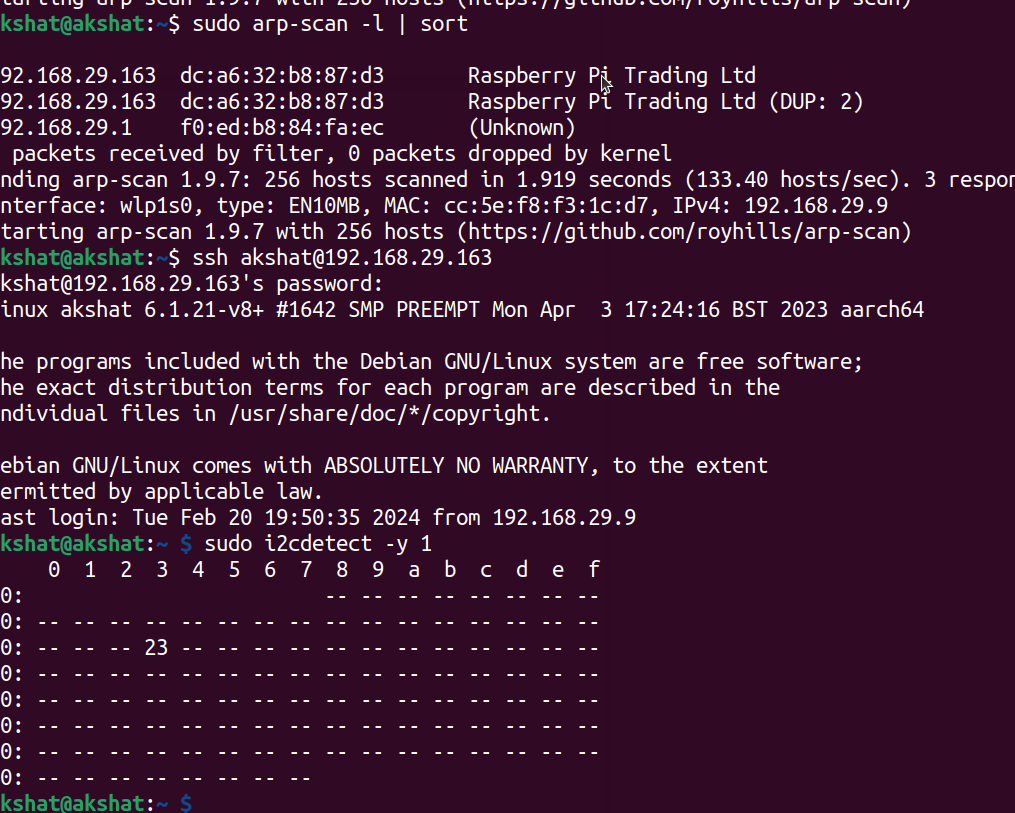 tarting arp-scan 1.9.7 with 256 hosts (https://github.com/royhills/arp-scan)
kshat@akshat:~$ sudo arp-scan -l | sort
92.168.29.163  dc:a6:32:b8:87:d3       Raspberry Pi Trading Ltd
92.168.29.163  dc:a6:32:b8:87:d3       Raspberry Pi Trading Ltd (DUP: 2)
92.168.29.1    f0:ed:b8:84:fa:ec       (Unknown)
 packets received by filter, 0 packets dropped by kernel
nding arp-scan 1.9.7: 256 hosts scanned in 1.919 seconds (133.40 hosts/sec). 3 respon
nterface: wlp1s0, type: EN10MB, MAC: cc:5e:f8:f3:1c:d7, IPv4: 192.168.29.9
tarting arp-scan 1.9.7 with 256 hosts (https://github.com/royhills/arp-scan)
kshat@akshat:~$ ssh akshat@192.168.29.163
kshat@192.168.29.163's password:
inux akshat 6.1.21-v8+ #1642 SMP PREEMPT Mon Apr  3 17:24:16 BST 2023 aarch64
he programs included with the Debian GNU/Linux system are free software;
he exact distribution terms for each program are described in the
ndividual files in /usr/share/doc/*/copyright.
ebian GNU/Linux comes with ABSOLUTELY NO WARRANTY, to the extent
ermitted by applicable law.
ast login: Tue Feb 20 19:50:35 2024 from 192.168.29.9
kshat@akshat:~ $ sudo i2cdetect -y 1
    0  1  2  3  4  5  6  7  8  9  a  b  c  d  e  f
0:                         -- -- -- -- -- -- -- --
0: -- -- -- -- -- -- -- -- -- -- -- -- -- -- -- --
0: -- -- -- 23 -- -- -- -- -- -- -- -- -- -- -- --
0: -- -- -- -- -- -- -- -- -- -- -- -- -- -- -- --
0: -- -- -- -- -- -- -- -- -- -- -- -- -- -- -- --
0: -- -- -- -- -- -- -- -- -- -- -- -- -- -- -- --
0: -- -- -- -- -- -- -- -- -- -- -- -- -- -- -- --
0: -- -- -- -- -- -- -- --
kshat@akshat:~ $